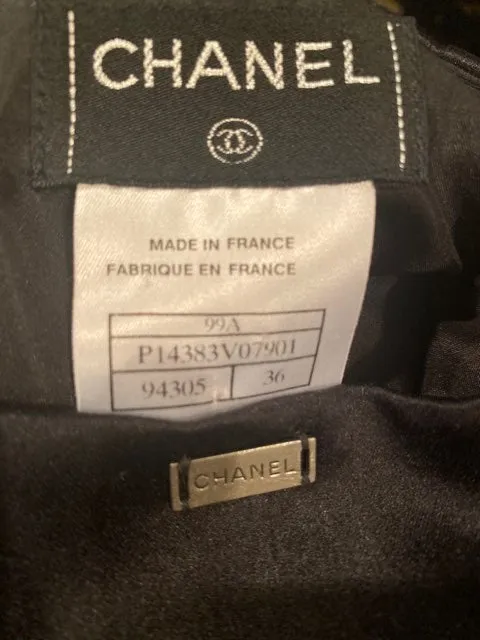 CHANEL
MADE IN FRANCE
FABRIQUE EN FRANCE
99A
P14383V07901
94305 36
CHANEL